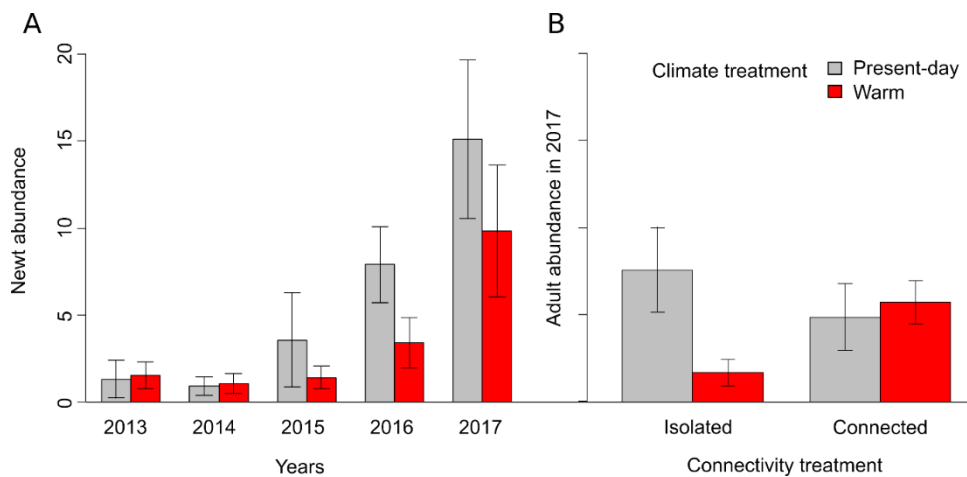 A
B
20
15
10
5
0
Newt abundance
2013 2014 2015 2016 2017
Years
Climate treatment
Present-day
Warm
Adult abundance in 2017
Isolated Connected
Connectivity treatment